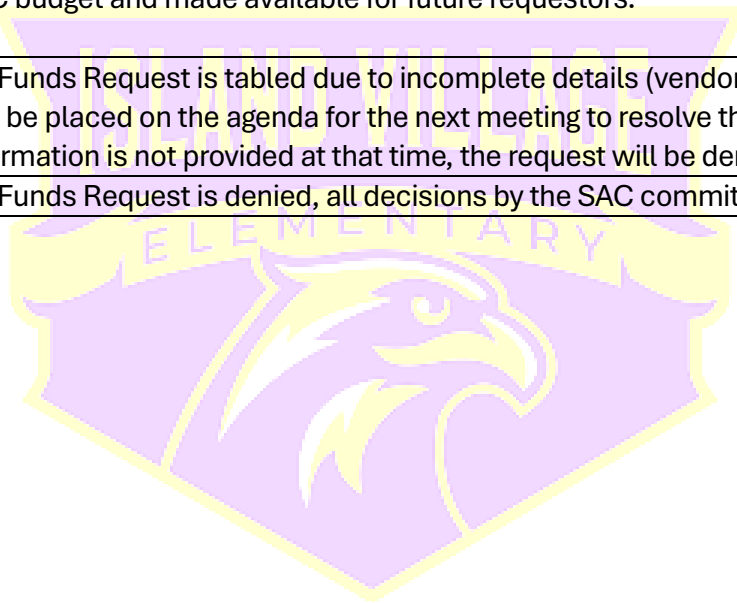 budget and made available for future requestors.
Funds Request is tabled due to incomplete details (vendor
be placed on the agenda for the next meeting to resolve th
rmation is not provided at that time, the request will be der
Funds Request is denied, all decisions by the SAC commit
ISLAND VILLAGE
ELEMENTARY